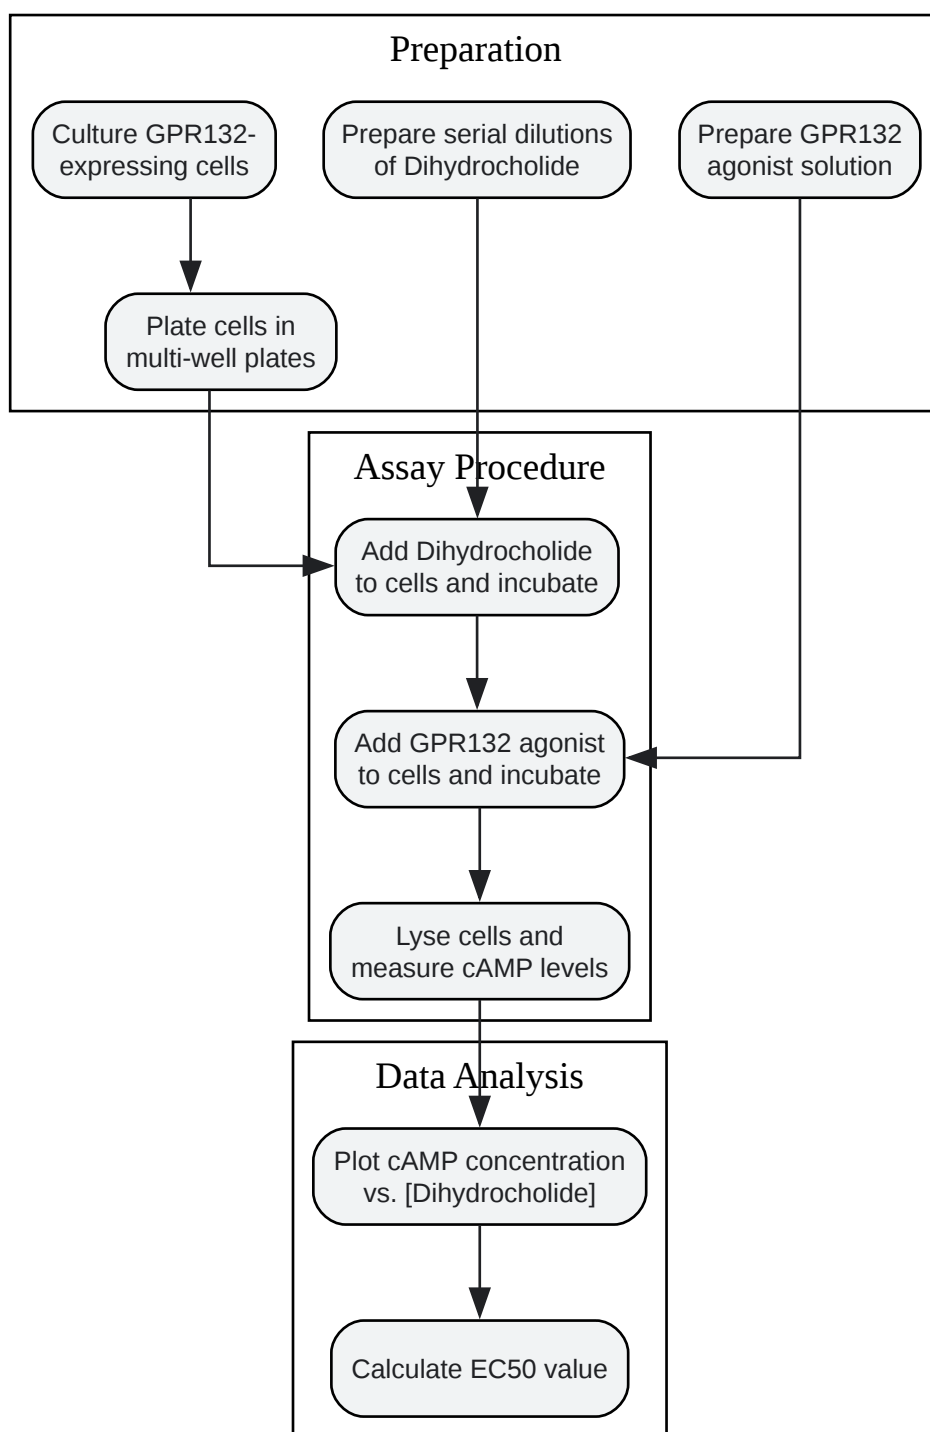 Preparation
Culture GPR132-
expressing cells
Prepare serial dilutions
of Dihydrocholide
Prepare GPR132
agonist solution
Plate cells in
multi-well plates
Assay Procedure
Add Dihydrocholide
to cells and incubate
Add GPR132 agonist
to cells and incubate
Lyse cells and
measure cAMP levels
Data Analysis
Plot cAMP concentration
vs. [Dihydrocholide]
Calculate EC50 value